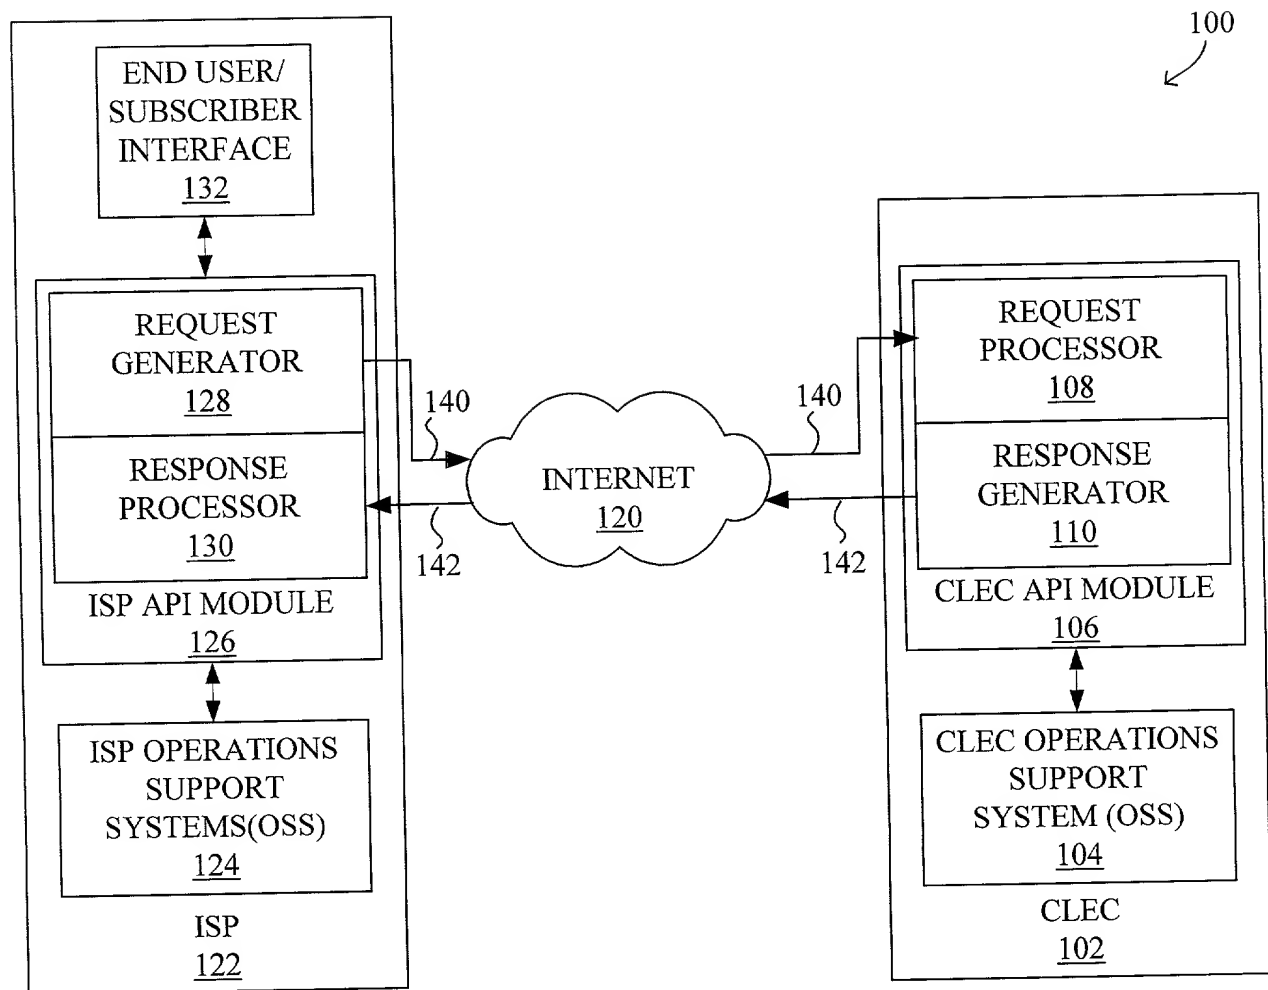 100
END USER/
SUBSCRIBER
INTERFACE
132
REQUEST
GENERATOR
128
RESPONSE
PROCESSOR
130
ISP API MODULE
126
ISP OPERATIONS
SUPPORT
SYSTEMS(OSS)
124
ISP
122
140
142
INTERNET
120
140
142
REQUEST
PROCESSOR
108
RESPONSE
GENERATOR
110
CLEC API MODULE
106
CLEC OPERATIONS
SUPPORT
SYSTEM (OSS)
104
CLEC
102